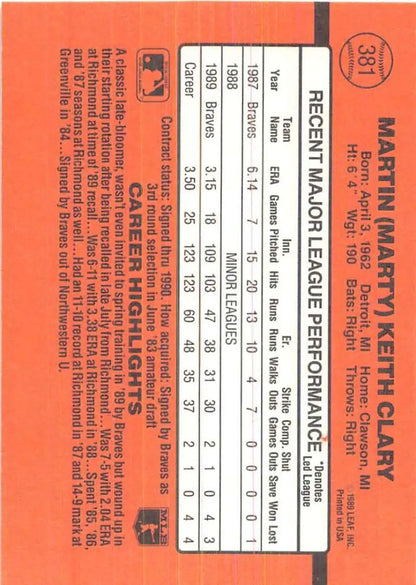 381
MARTIN (MARTY) KEITH CLARY
Born: April 3, 1962 Detroit, MI Home: Clawson, MI
Ht: 6'4" Wgt: 190 Bats: Right Throws: Right
© 1989 LEAF, INC.
Printed in USA
RECENT MAJOR LEAGUE PERFORMANCE *Denotes Led League
Year Team Name ERA Games Inn. Pitched Hits Runs Er. Runs Walks Strike Outs Comp. Games Shut Outs Save Won Lost
1987 Braves 6.14 7 15 20 13 10 4 7 0 0 0 0 1
1988 MINOR LEAGUES
1989 Braves 3.15 18 109 103 47 38 31 30 2 1 0 4 3
Career 3.50 25 123 123 60 48 35 37 2 1 0 4 4
Contract status: Signed thru 1990. How acquired: Signed by Braves as
3rd round selection in June '83 amateur draft
CAREER HIGHLIGHTS
A classic late-bloomer, wasn't even invited to spring training in '89 by Braves but wound up in
their starting rotation after being recalled in late July from Richmond...Was 7-5 with 2.04 ERA
at Richmond at time of '89 recall...Was 6-11 with 3.38 ERA at Richmond in '88...Spent '85, '86,
and '87 seasons at Richmond as well...Had an 11-10 record at Richmond in '87 and 14-9 mark at
Greenville in '84...Signed by Braves out of Northwestern U.
MLB